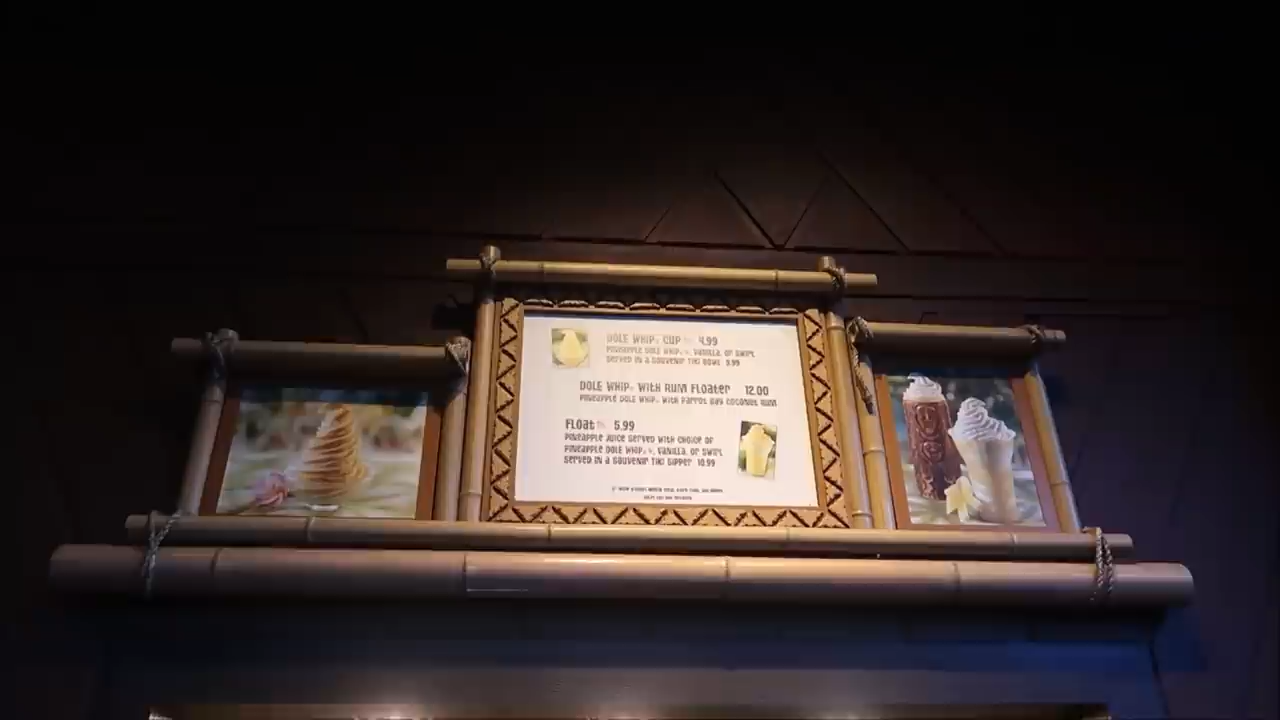 DOLE WHIP® CUP 4.99
PINEAPPLE DOLE WHIP®, VANILLA, OR SWIRL
SERVED IN A SOUVENIR TIKI BOWL 9.99
DOLE WHIP® WITH RUM FLOATER 12.00
PINEAPPLE DOLE WHIP® WITH PARROT BAY COCONUT RUM
FLOAT 5.99
PINEAPPLE JUICE SERVED WITH CHOICE OF
PINEAPPLE DOLE WHIP®, VANILLA, OR SWIRL
SERVED IN A SOUVENIR TIKI SIPPER 10.99